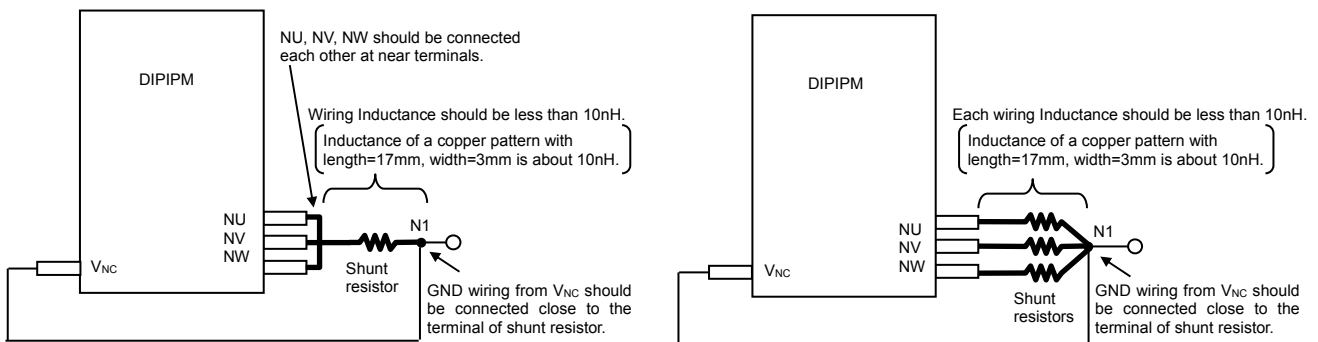 NU, NV, NW should be connected
each other at near terminals.
DIPIPM
Wiring Inductance should be less than 10nH.
Inductance of a copper pattern with
length=17mm, width=3mm is about 10nH.
NU
NV
NW
N1
VNC
Shunt
resistor
GND wiring from VNC should
be connected close to the
terminal of shunt resistor.
DIPIPM
Each wiring Inductance should be less than 10nH.
Inductance of a copper pattern with
length=17mm, width=3mm is about 10nH.
NU
NV
NW
N1
VNC
Shunt
resistors
GND wiring from VNC should
be connected close to the
terminal of shunt resistor.